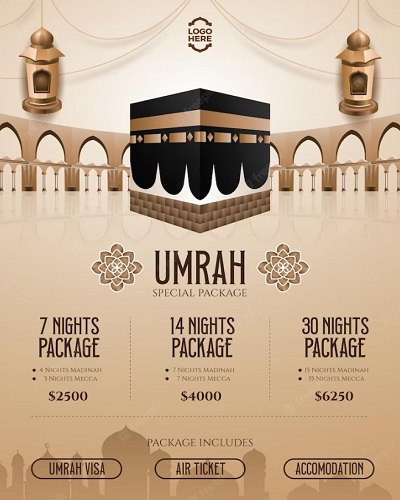 LOGO
HERE
UMRAH
SPECIAL PACKAGE
7 NIGHTS
PACKAGE
• 4 NIGHTS MADINAH
• 3 NIGHTS MECCA
$2500
14 NIGHTS
PACKAGE
• 7 NIGHTS MADINAH
• 7 NIGHTS MECCA
$4000
30 NIGHTS
PACKAGE
• 15 NIGHTS MADINAH
• 15 NIGHTS MECCA
$6250
PACKAGE INCLUDES
UMRAH VISA
AIR TICKET
ACCOMODATION